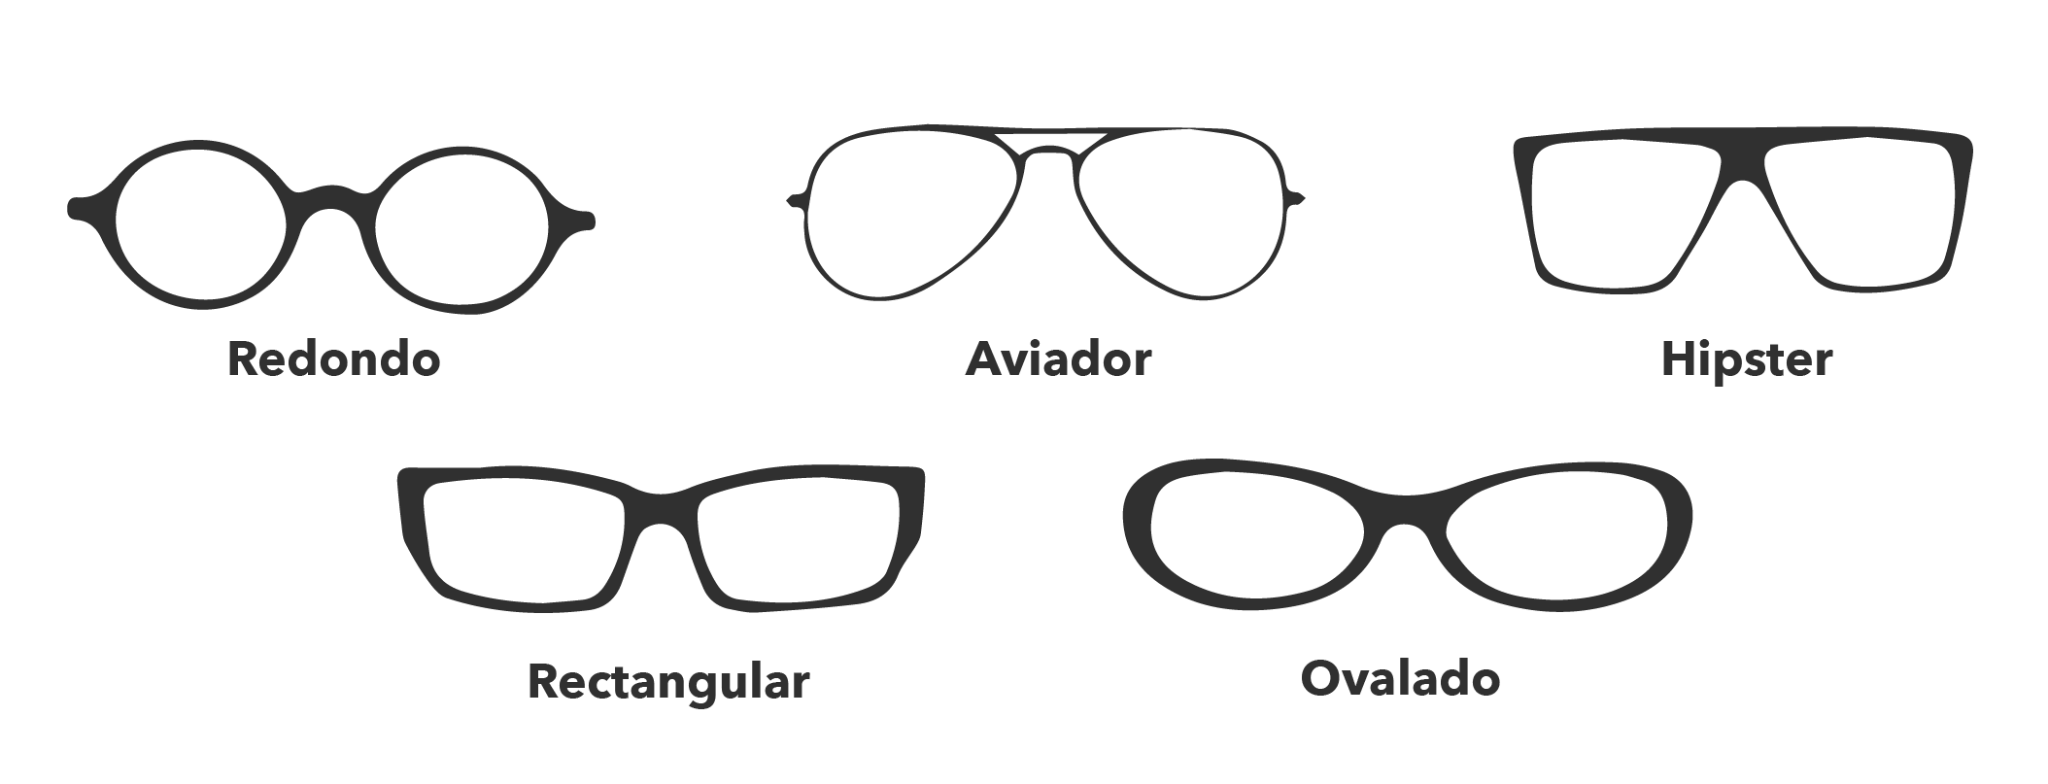 Redondo
Aviador
Hipster
Rectangular
Ovalado